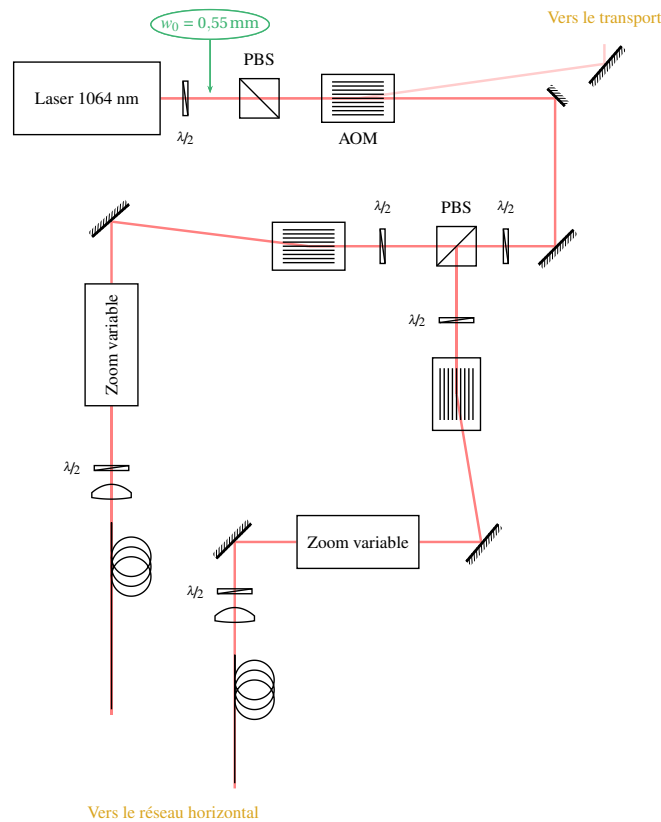 Vers le transport
w₀ = 0,55 mm
PBS
Laser 1064 nm
λ/2
AOM
λ/2
PBS
λ/2
Zoom variable
λ/2
λ/2
Zoom variable
λ/2
Vers le réseau horizontal